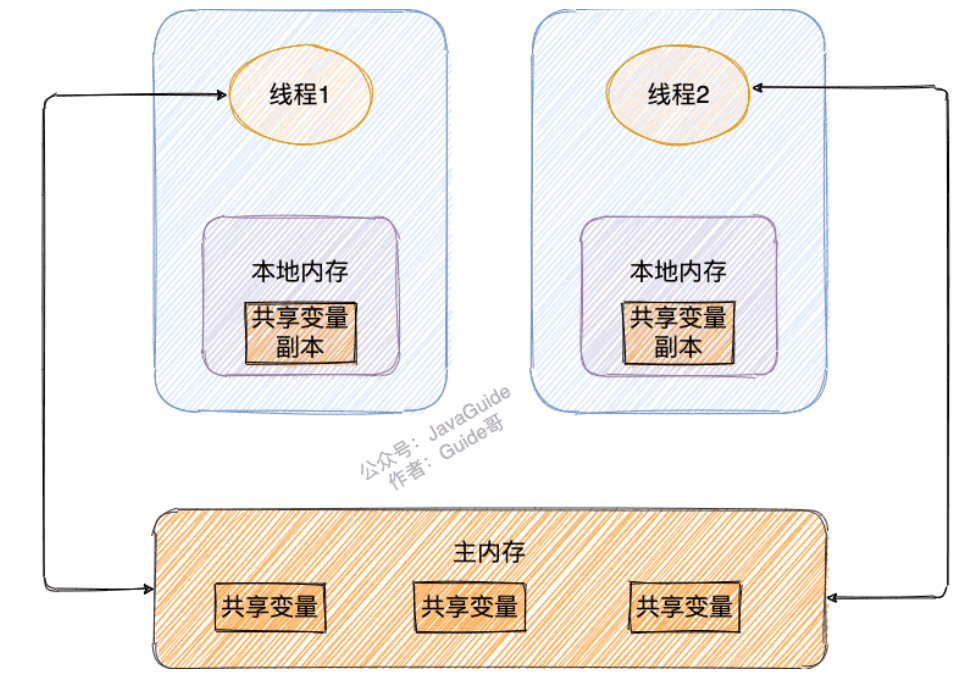 线程1
线程2
本地内存
共享变量
副本
本地内存
共享变量
副本
公众号：JavaGuide
作者：Guide哥
主内存
共享变量
共享变量
共享变量